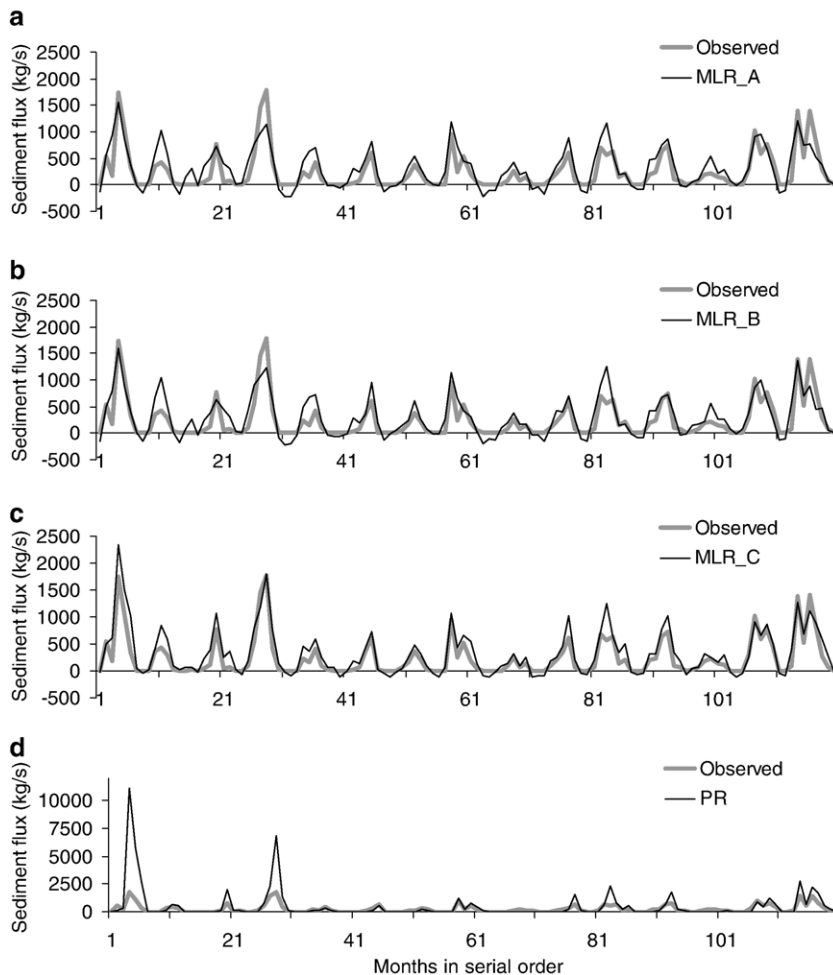 a
Sediment flux (kg/s)
2500
2000
1500
1000
500
0
-500
Observed
MLR_A
1 21 41 61 81 101
b
Sediment flux (kg/s)
2500
2000
1500
1000
500
0
-500
Observed
MLR_B
1 21 41 61 81 101
c
Sediment flux (kg/s)
2500
2000
1500
1000
500
0
-500
Observed
MLR_C
1 21 41 61 81 101
d
Sediment flux (kg/s)
10000
7500
5000
2500
0
Observed
PR
1 21 41 61 81 101
Months in serial order